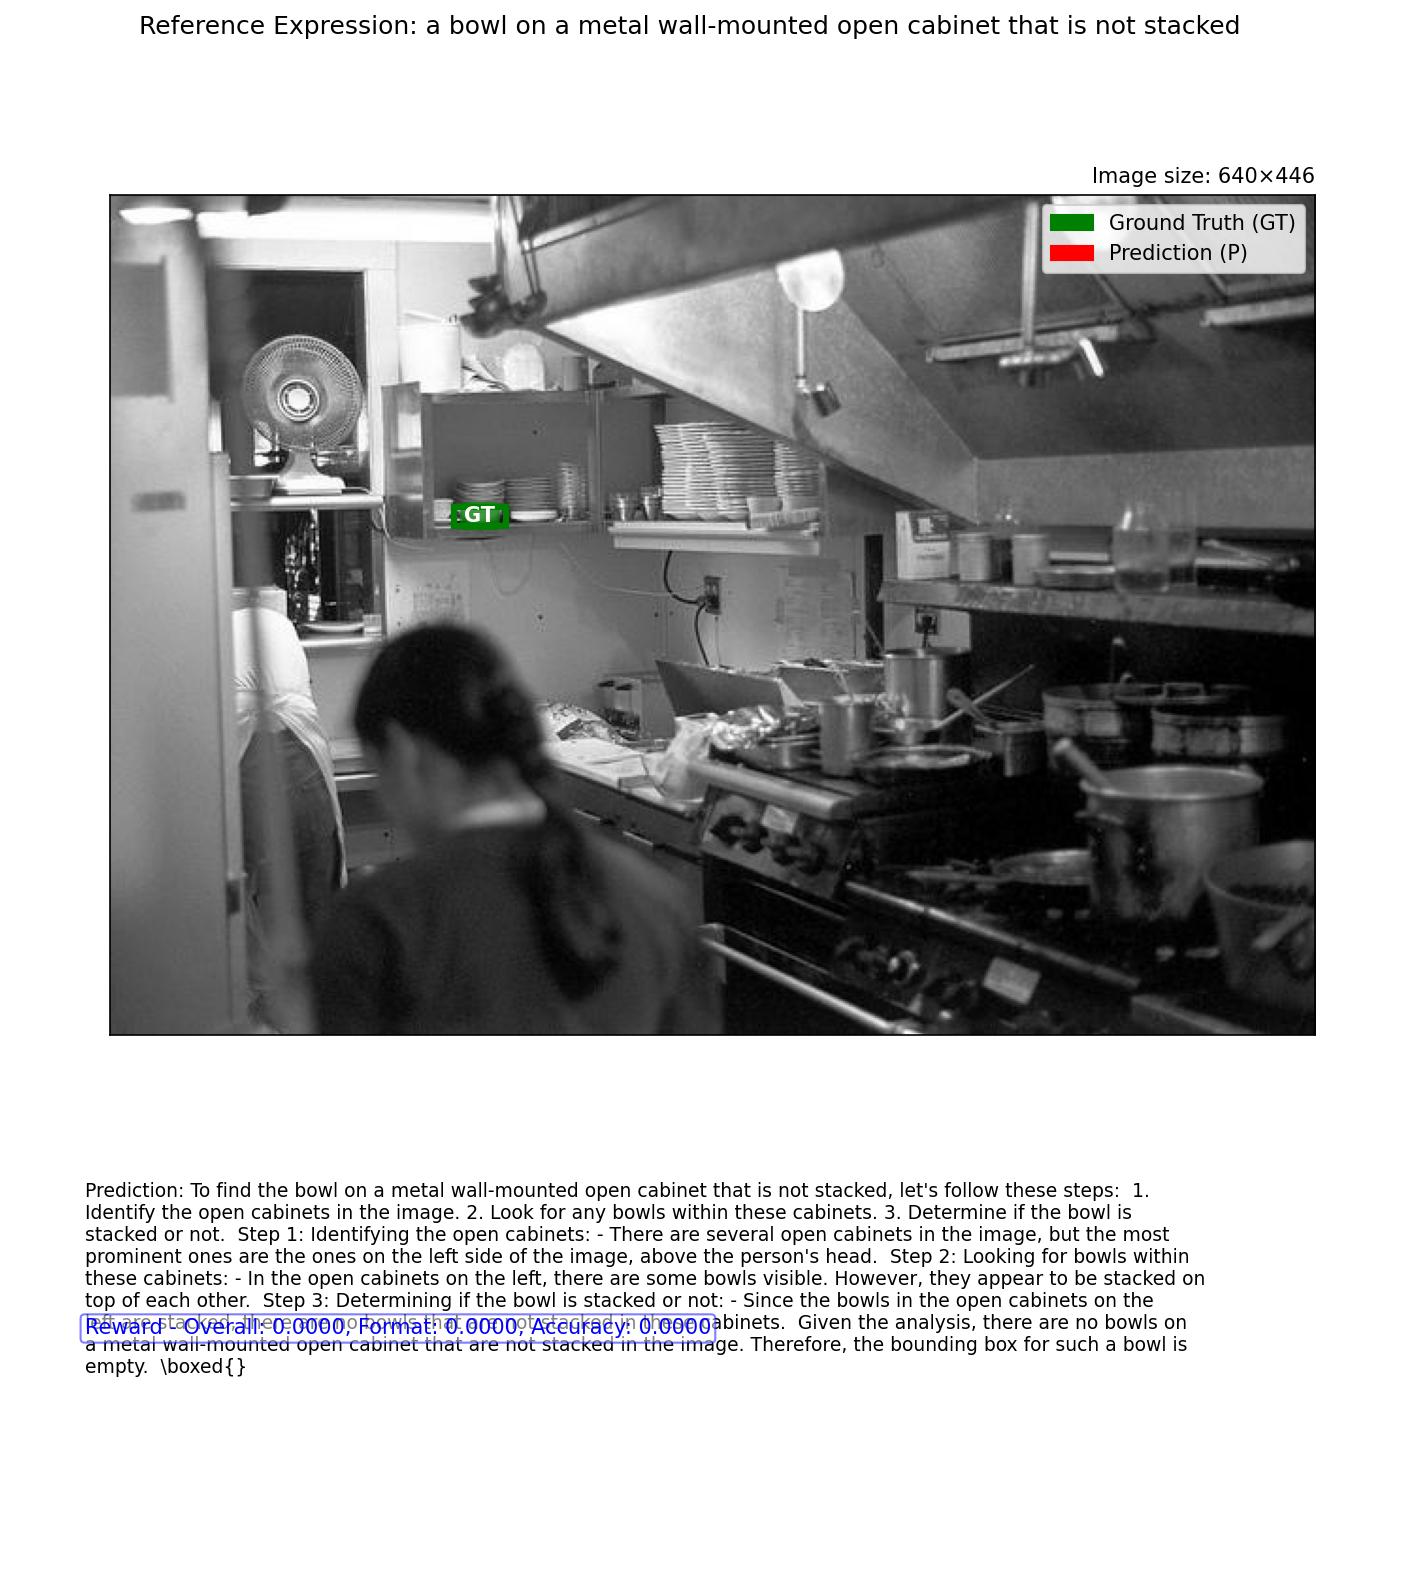 Reference Expression: a bowl on a metal wall-mounted open cabinet that is not stacked
Image size: 640×446
Ground Truth (GT)
Prediction (P)
GT
Prediction: To find the bowl on a metal wall-mounted open cabinet that is not stacked, let's follow these steps:  1.
Identify the open cabinets in the image. 2. Look for any bowls within these cabinets. 3. Determine if the bowl is
stacked or not.  Step 1: Identifying the open cabinets: - There are several open cabinets in the image, but the most
prominent ones are the ones on the left side of the image, above the person's head.  Step 2: Looking for bowls within
these cabinets: - In the open cabinets on the left, there are some bowls visible. However, they appear to be stacked on
top of each other.  Step 3: Determining if the bowl is stacked or not: - Since the bowls in the open cabinets on the
left are stacked, there are no bowls that are not stacked in these cabinets.  Given the analysis, there are no bowls on
Reward - Overall: 0.0000, Format: 0.0000, Accuracy: 0.0000
a metal wall-mounted open cabinet that are not stacked in the image. Therefore, the bounding box for such a bowl is
empty.  \boxed{}